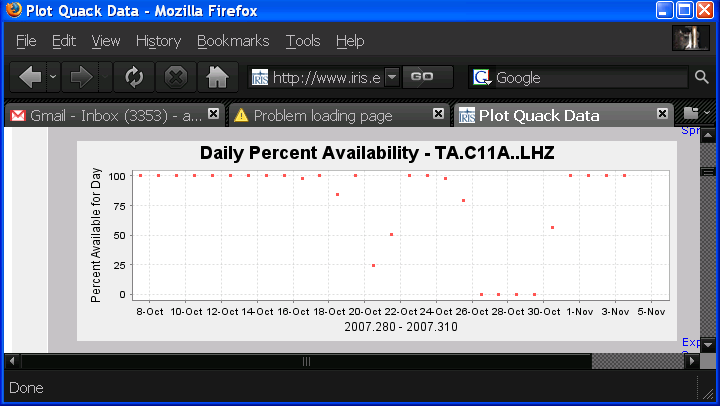 Plot Quack Data - Mozilla Firefox
File Edit View History Bookmarks Tools Help
IRIS http://www.iris.e GO G Google
Gmail - Inbox (3353) - a... Problem loading page IRIS Plot Quack Data
Spr
Daily Percent Availability - TA.C11A..LHZ
Percent Available for Day
100
75
50
25
0
8-Oct 10-Oct 12-Oct 14-Oct 16-Oct 18-Oct 20-Oct 22-Oct 24-Oct 26-Oct 28-Oct 30-Oct 1-Nov 3-Nov 5-Nov
2007.280 - 2007.310
Exp
Done